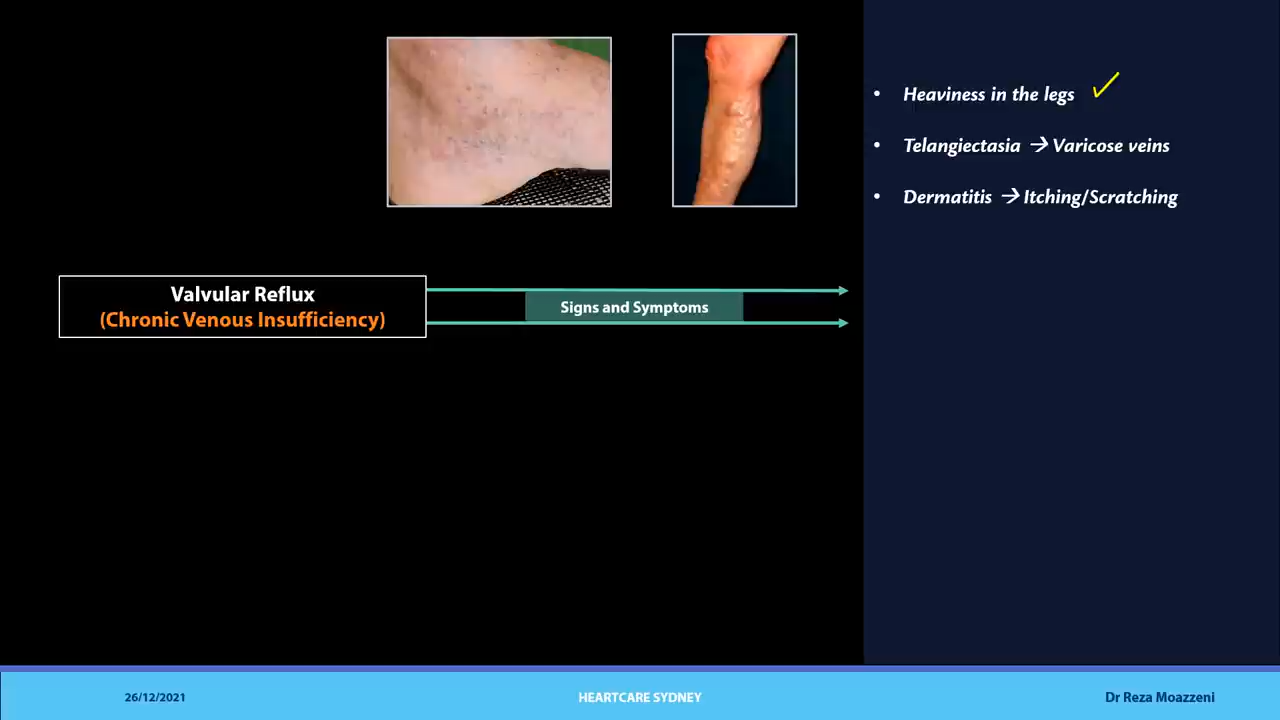 • Heaviness in the legs ✓
• Telangiectasia → Varicose veins
• Dermatitis → Itching/Scratching
Valvular Reflux
(Chronic Venous Insufficiency)
Signs and Symptoms
26/12/2021
HEARTCARE SYDNEY
Dr Reza Moazzeni